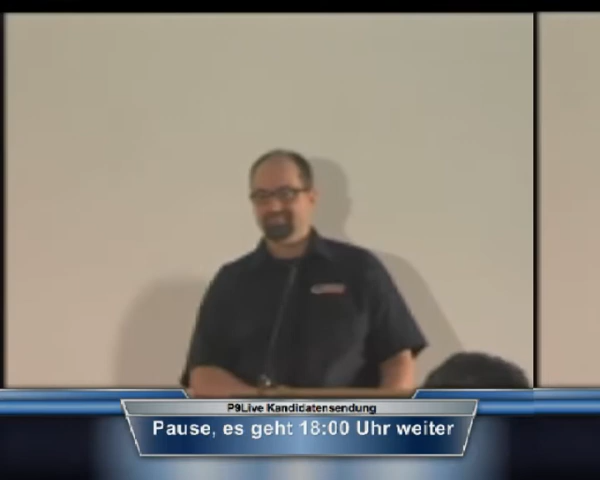 P9Live Kandidatensendung
Pause, es geht 18:00 Uhr weiter